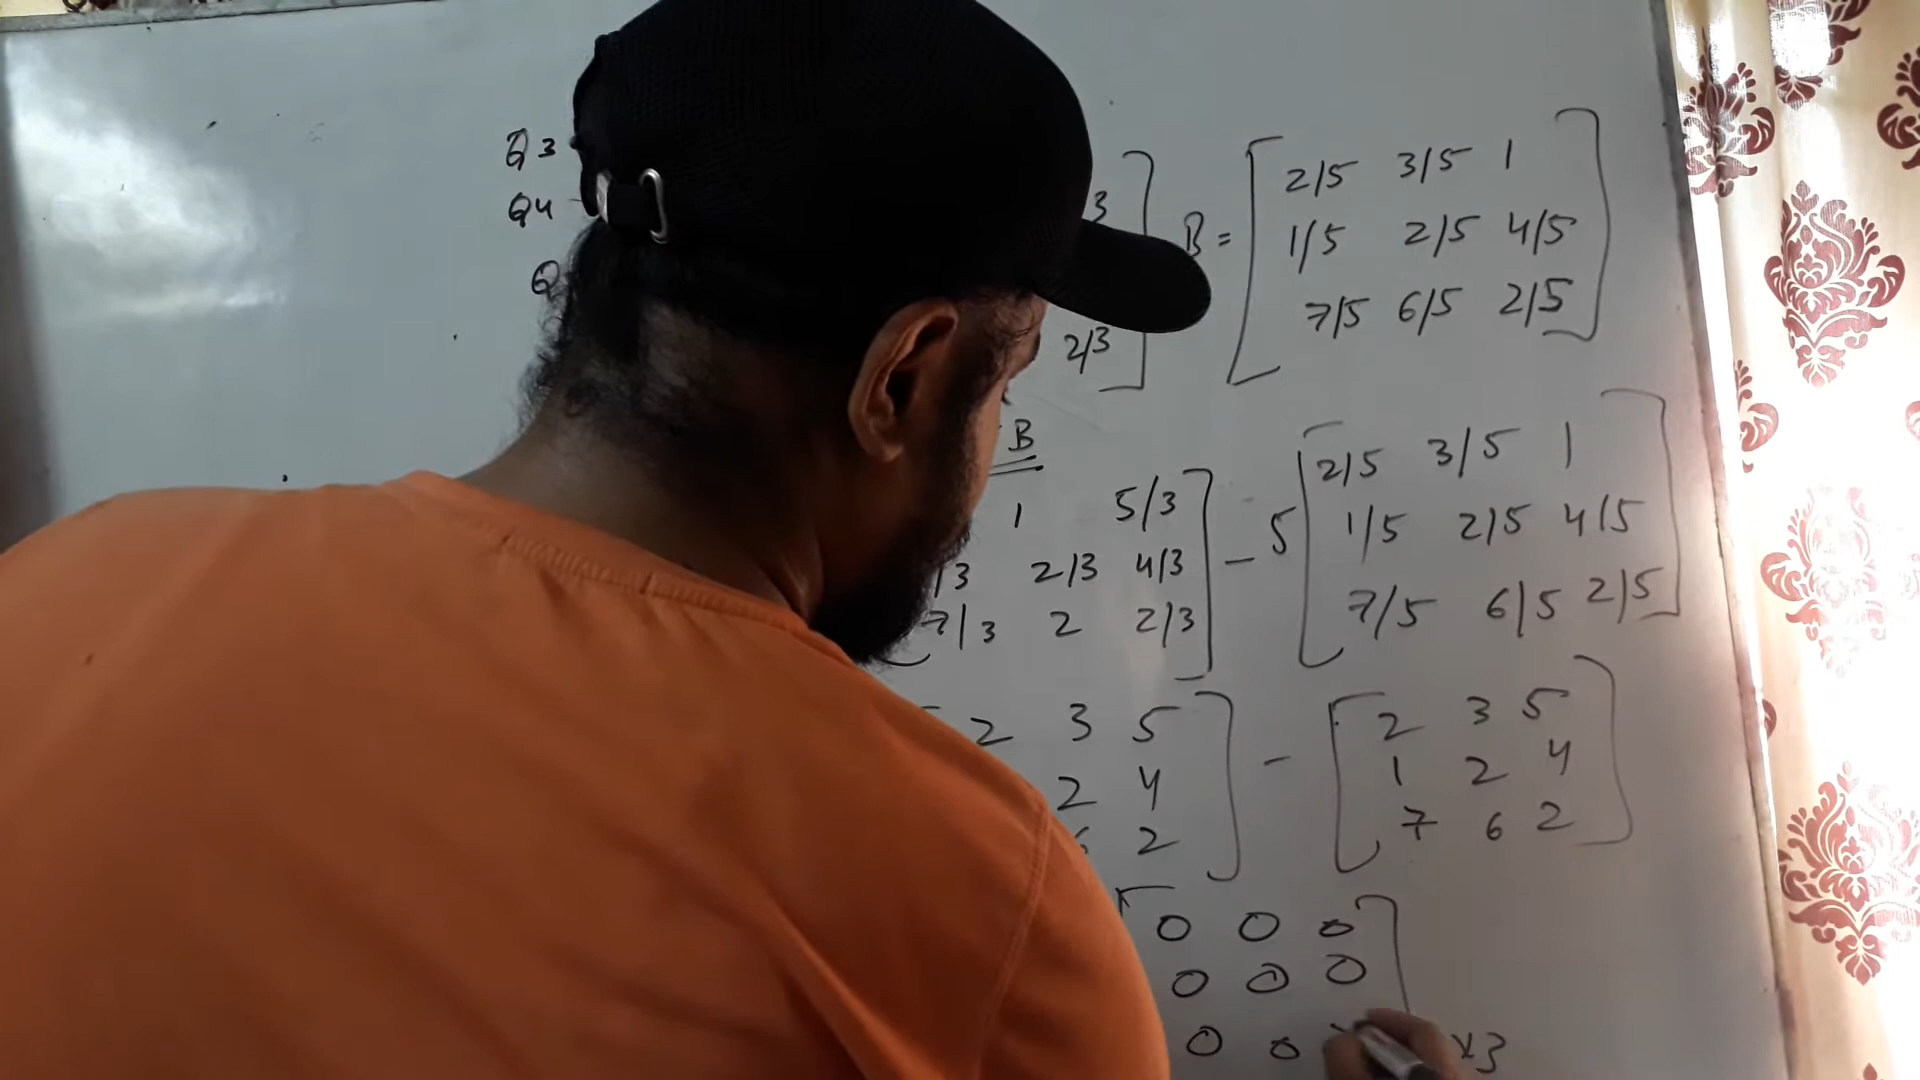 Q3
Q4
Q
3
2/3
B = 2/5 3/5 1
1/5 2/5 4/5
7/5 6/5 2/5
B
1 5/3
/3 2/3 4/3
7/3 2 2/3
- 5 2/5 3/5 1
1/5 2/5 4/5
7/5 6/5 2/5
2 3 5
2 4
2
- 2 3 5
1 2 4
7 6 2
0 0 0
0 0 0
0 0
x3